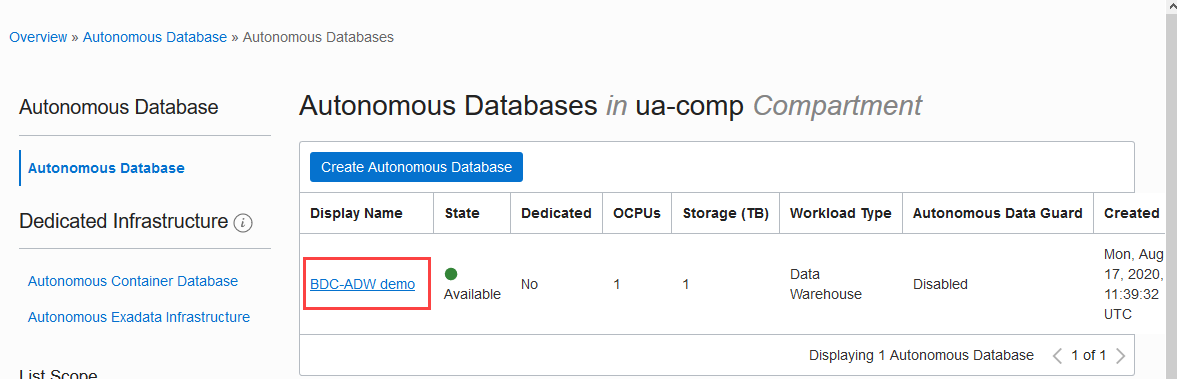 Overview » Autonomous Database » Autonomous Databases
Autonomous Database
Autonomous Database
Dedicated Infrastructure i
Autonomous Container Database
Autonomous Exadata Infrastructure
List Scope
Autonomous Databases in ua-comp Compartment
Create Autonomous Database
Display Name State Dedicated OCPUs Storage (TB) Workload Type Autonomous Data Guard Created
BDC-ADW demo Available No 1 1 Data Warehouse Disabled Mon, Aug 17, 2020, 11:39:32 UTC
Displaying 1 Autonomous Database < 1 of 1 >